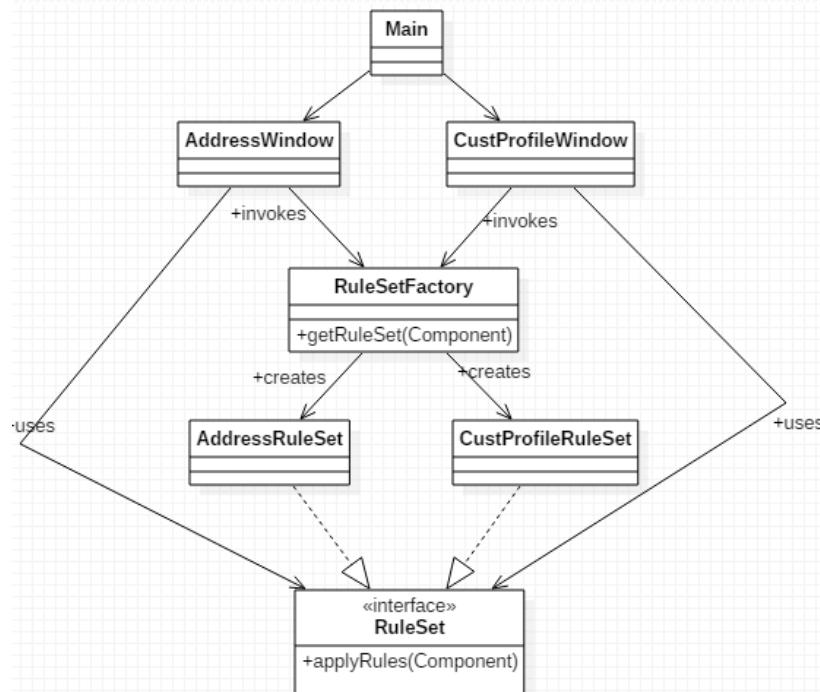 Main
AddressWindow
CustProfileWindow
+invokes
+invokes
RuleSetFactory
+getRuleSet(Component)
+creates
+creates
+uses
AddressRuleSet
CustProfileRuleSet
+uses
«interface»
RuleSet
+applyRules(Component)